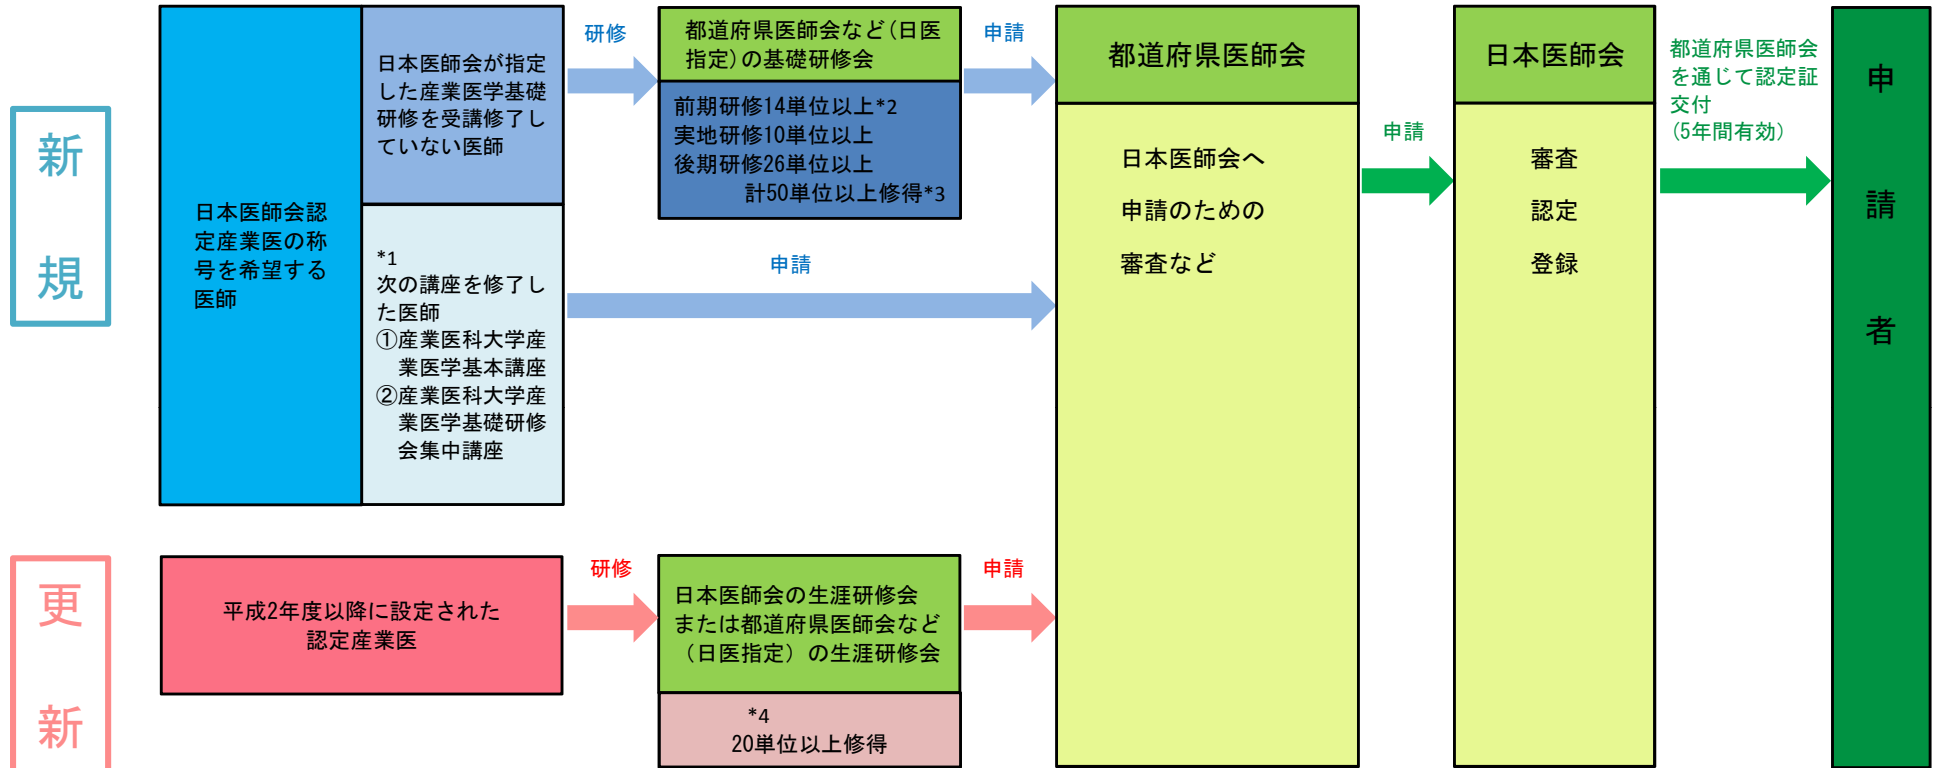 新
規
日本医師会認
定産業医の称
号を希望する
医師
日本医師会が指定
した産業医学基礎
研修を受講修了し
ていない医師
*1
次の講座を修了し
た医師
①産業医科大学産
業医学基本講座
②産業医科大学産
業医学基礎研修
会集中講座
研修
都道府県医師会など(日医
指定)の基礎研修会
前期研修14単位以上*2
実地研修10単位以上
後期研修26単位以上
計50単位以上修得*3
申請
申請
都道府県医師会
日本医師会へ
申請のための
審査など
申請
日本医師会
審査
認定
登録
都道府県医師会
を通じて認定証
交付
(5年間有効)
申
請
者
更
新
平成2年度以降に設定された
認定産業医
研修
日本医師会の生涯研修会
または都道府県医師会など
（日医指定）の生涯研修会
*4
20単位以上修得
申請